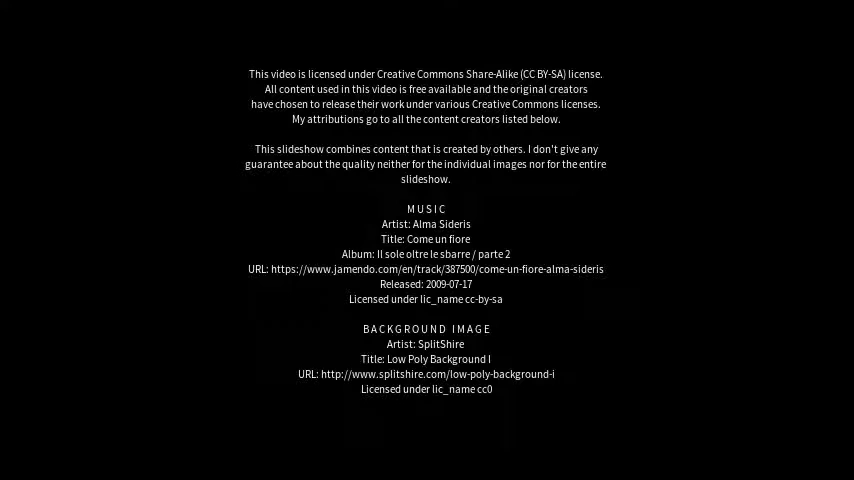 This video is licensed under Creative Commons Share-Alike (CC BY-SA) license.
All content used in this video is free available and the original creators
have chosen to release their work under various Creative Commons licenses.
My attributions go to all the content creators listed below.
This slideshow combines content that is created by others. I don't give any
guarantee about the quality neither for the individual images nor for the entire
slideshow.
MUSIC
Artist: Alma Sideris
Title: Come un fiore
Album: Il sole oltre le sbarre / parte 2
URL: https://www.jamendo.com/en/track/387500/come-un-fiore-alma-sideris
Released: 2009-07-17
Licensed under lic_name cc-by-sa
BACKGROUND IMAGE
Artist: SplitShire
Title: Low Poly Background I
URL: http://www.splitshire.com/low-poly-background-i
Licensed under lic_name cc0